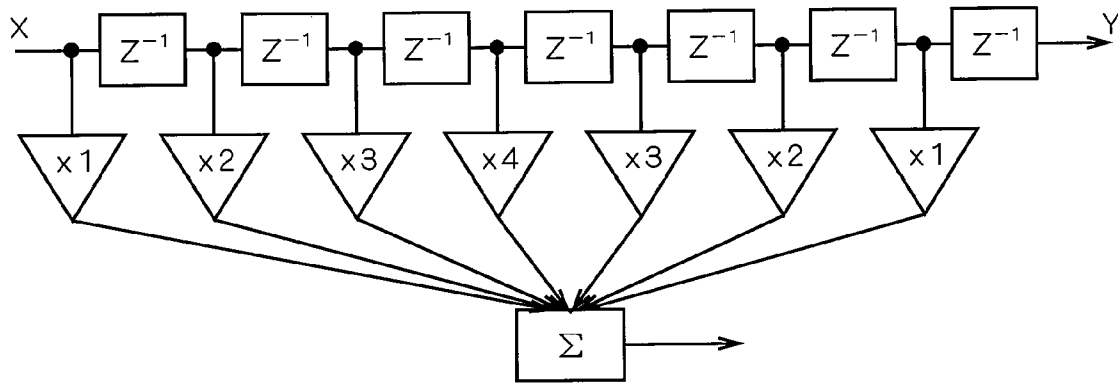 X Z⁻¹ Z⁻¹ Z⁻¹ Z⁻¹ Z⁻¹ Z⁻¹ Z⁻¹ Y
x1 x2 x3 x4 x3 x2 x1
Σ